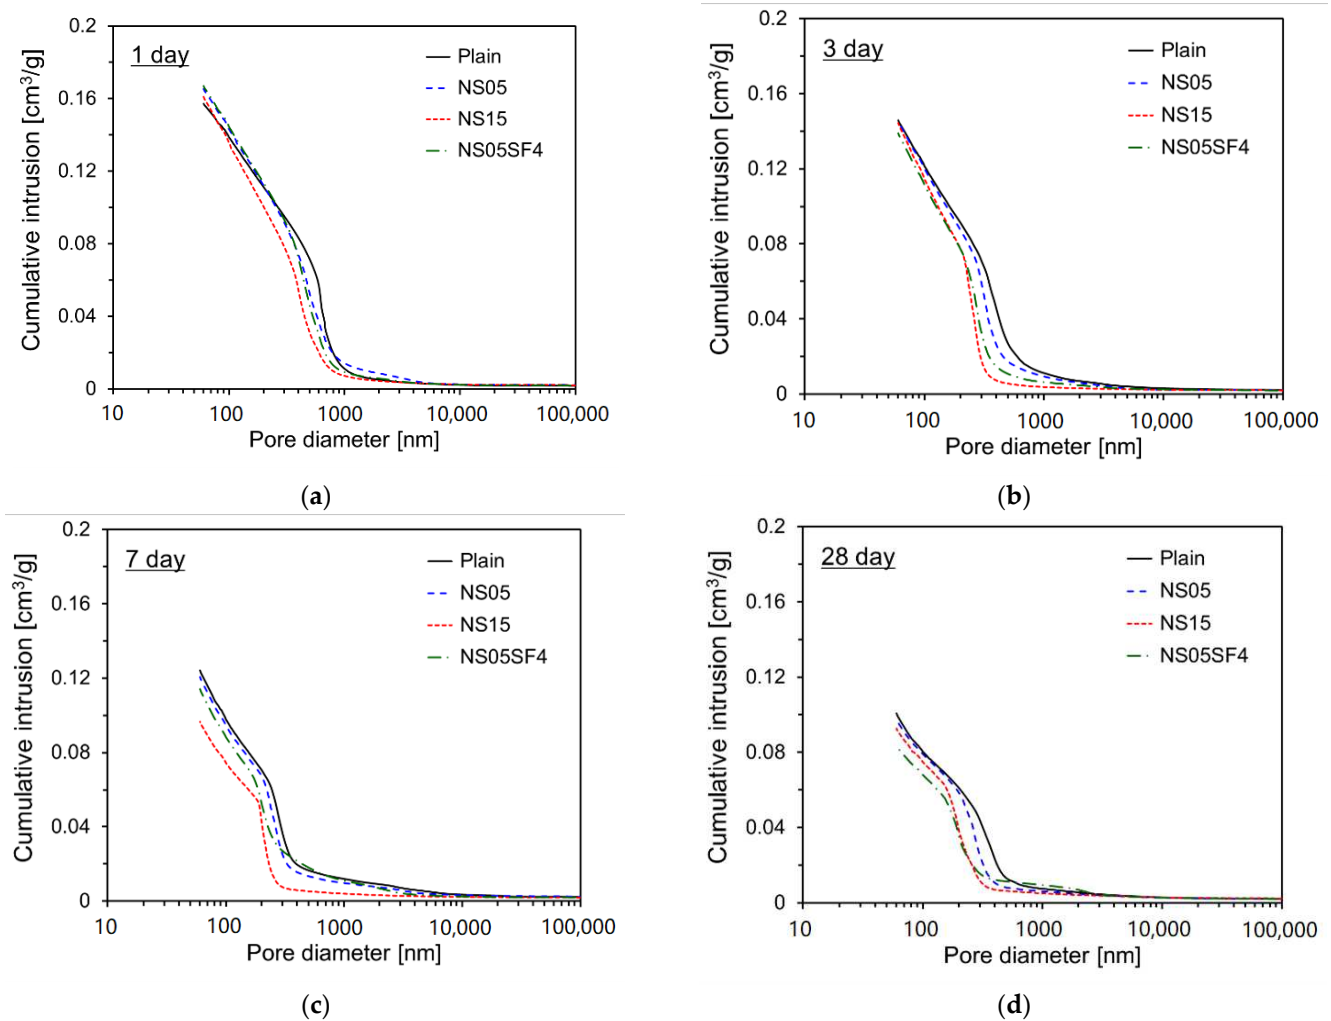 1 day
Plain
NS05
NS15
NS05SF4
Cumulative intrusion [cm³/g]
0.2
0.16
0.12
0.08
0.04
0
10
100
1000
10,000
100,000
Pore diameter [nm]
(a)
3 day
Plain
NS05
NS15
NS05SF4
Cumulative intrusion [cm³/g]
0.2
0.16
0.12
0.08
0.04
0
10
100
1000
10,000
100,000
Pore diameter [nm]
(b)
7 day
Plain
NS05
NS15
NS05SF4
Cumulative intrusion [cm³/g]
0.2
0.16
0.12
0.08
0.04
0
10
100
1000
10,000
100,000
Pore diameter [nm]
(c)
28 day
Plain
NS05
NS15
NS05SF4
Cumulative intrusion [cm³/g]
0.2
0.16
0.12
0.08
0.04
0
10
100
1000
10,000
100,000
Pore diameter [nm]
(d)